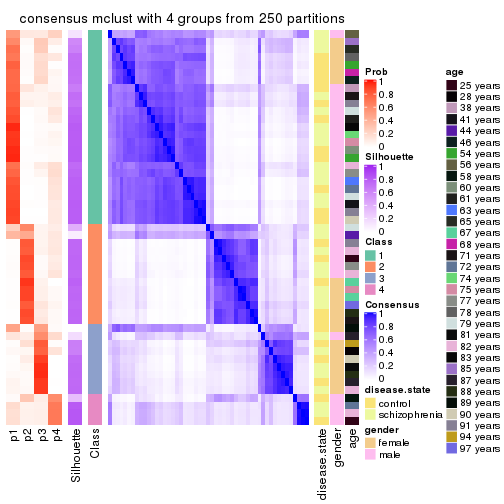 consensus mclust with 4 groups from 250 partitions
Prob
0.8
0.6
0.4
0.2
0
Silhouette
1
0.8
0.6
0.4
0.2
0
Class
1
2
3
4
Consensus
1
0.8
0.6
0.4
0.2
0
disease.state
control
schizophrenia
gender
female
male
age
25 years
28 years
38 years
41 years
44 years
46 years
54 years
56 years
58 years
60 years
61 years
63 years
65 years
67 years
68 years
71 years
72 years
74 years
75 years
77 years
78 years
79 years
81 years
82 years
83 years
85 years
87 years
88 years
89 years
90 years
91 years
94 years
97 years
p1
p2
p3
p4
Silhouette
Class
disease.state
gender
age